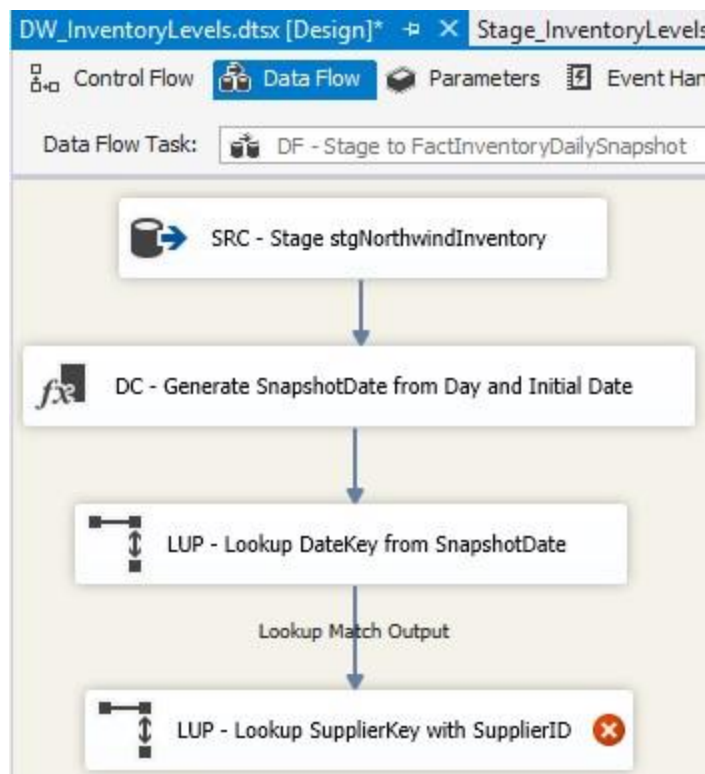 DW_InventoryLevels.dtsx [Design]* Stage_InventoryLevels
Control Flow Data Flow Parameters Event Han
Data Flow Task: DF - Stage to FactInventoryDailySnapshot
SRC - Stage stgNorthwindInventory
DC - Generate SnapshotDate from Day and Initial Date
LUP - Lookup DateKey from SnapshotDate
Lookup Match Output
LUP - Lookup SupplierKey with SupplierID